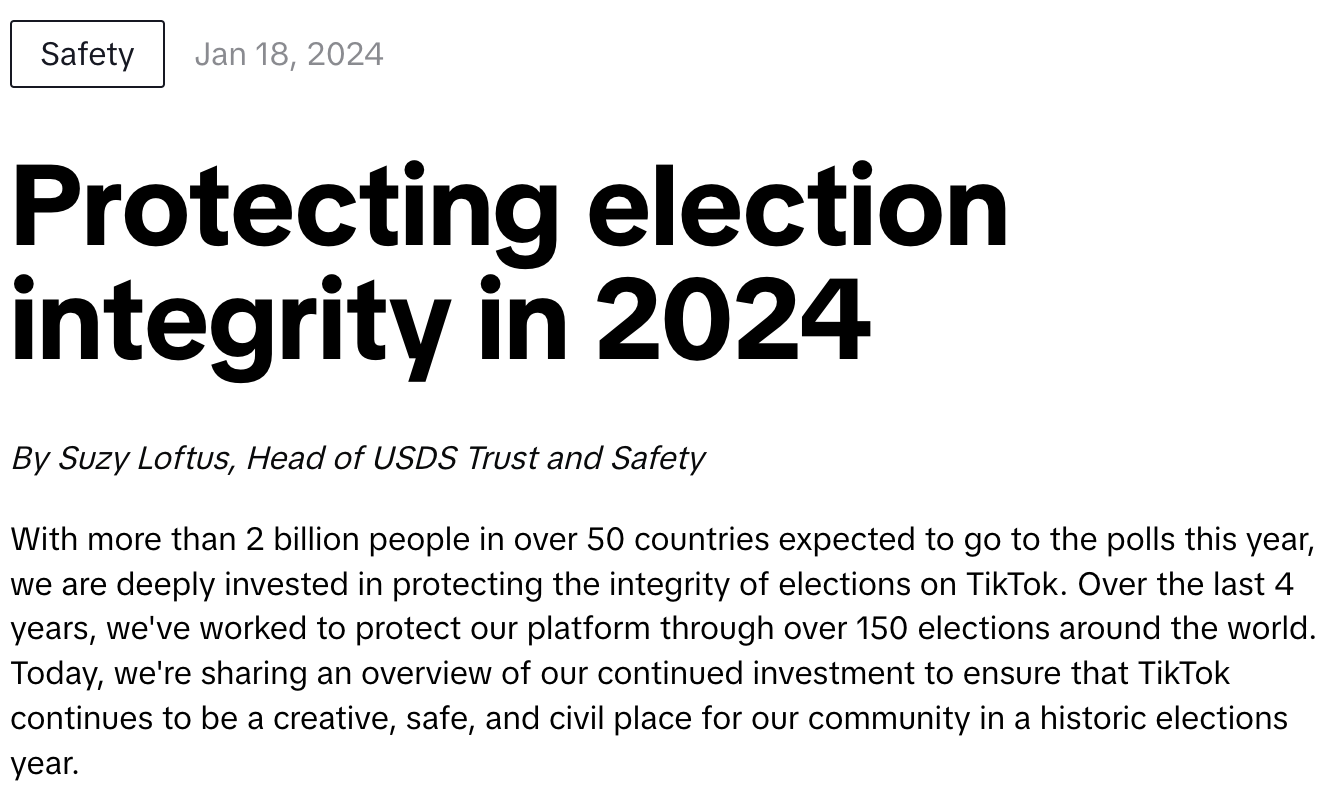 Safety
Jan 18, 2024
Protecting election
integrity in 2024
By Suzy Loftus, Head of USDS Trust and Safety
With more than 2 billion people in over 50 countries expected to go to the polls this year,
we are deeply invested in protecting the integrity of elections on TikTok. Over the last 4
years, we've worked to protect our platform through over 150 elections around the world.
Today, we're sharing an overview of our continued investment to ensure that TikTok
continues to be a creative, safe, and civil place for our community in a historic elections
year.